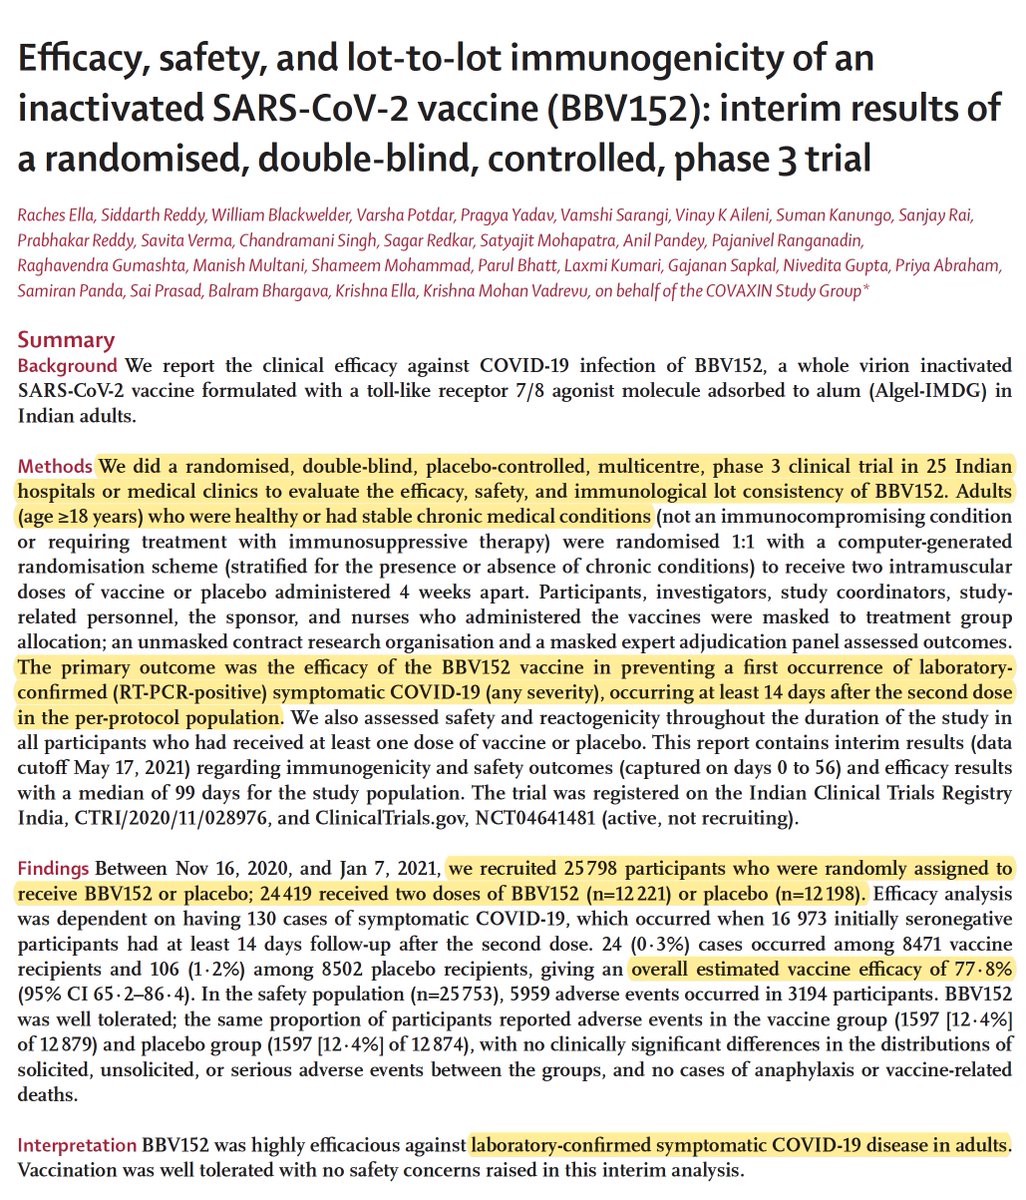 Efficacy, safety, and lot-to-lot immunogenicity of an
inactivated SARS-CoV-2 vaccine (BBV152): interim results of
a randomised, double-blind, controlled, phase 3 trial
Raches Ella, Siddarth Reddy, William Blackwelder, Varsha Potdar, Pragya Yadav, Vamshi Sarangi, Vinay K Aileni, Suman Kanungo, Sanjay Rai,
Prabhakar Reddy, Savita Verma, Chandramani Singh, Sagar Redkar, Satyajit Mohapatra, Anil Pandey, Pajanivel Ranganadin,
Raghavendra Gumashta, Manish Multani, Shameem Mohammad, Parul Bhatt, Laxmi Kumari, Gajanan Sapkal, Nivedita Gupta, Priya Abraham,
Samiran Panda, Sai Prasad, Balram Bhargava, Krishna Ella, Krishna Mohan Vadrevu, on behalf of the COVAXIN Study Group*
Summary
Background We report the clinical efficacy against COVID-19 infection of BBV152, a whole virion inactivated
SARS-CoV-2 vaccine formulated with a toll-like receptor 7/8 agonist molecule adsorbed to alum (Algel-IMDG) in
Indian adults.
Methods We did a randomised, double-blind, placebo-controlled, multicentre, phase 3 clinical trial in 25 Indian
hospitals or medical clinics to evaluate the efficacy, safety, and immunological lot consistency of BBV152. Adults
(age ≥18 years) who were healthy or had stable chronic medical conditions (not an immunocompromising condition
or requiring treatment with immunosuppressive therapy) were randomised 1:1 with a computer-generated
randomisation scheme (stratified for the presence or absence of chronic conditions) to receive two intramuscular
doses of vaccine or placebo administered 4 weeks apart. Participants, investigators, study coordinators, study-
related personnel, the sponsor, and nurses who administered the vaccines were masked to treatment group
allocation; an unmasked contract research organisation and a masked expert adjudication panel assessed outcomes.
The primary outcome was the efficacy of the BBV152 vaccine in preventing a first occurrence of laboratory-
confirmed (RT-PCR-positive) symptomatic COVID-19 (any severity), occurring at least 14 days after the second dose
in the per-protocol population. We also assessed safety and reactogenicity throughout the duration of the study in
all participants who had received at least one dose of vaccine or placebo. This report contains interim results (data
cutoff May 17, 2021) regarding immunogenicity and safety outcomes (captured on days 0 to 56) and efficacy results
with a median of 99 days for the study population. The trial was registered on the Indian Clinical Trials Registry
India, CTRI/2020/11/028976, and ClinicalTrials.gov, NCT04641481 (active, not recruiting).
Findings Between Nov 16, 2020, and Jan 7, 2021, we recruited 25 798 participants who were randomly assigned to
receive BBV152 or placebo; 24 419 received two doses of BBV152 (n=12 221) or placebo (n=12 198). Efficacy analysis
was dependent on having 130 cases of symptomatic COVID-19, which occurred when 16 973 initially seronegative
participants had at least 14 days follow-up after the second dose. 24 (0·3%) cases occurred among 8471 vaccine
recipients and 106 (1·2%) among 8502 placebo recipients, giving an overall estimated vaccine efficacy of 77·8%
(95% CI 65·2–86·4). In the safety population (n=25 753), 5959 adverse events occurred in 3194 participants. BBV152
was well tolerated; the same proportion of participants reported adverse events in the vaccine group (1597 [12·4%]
of 12 879) and placebo group (1597 [12·4%] of 12 874), with no clinically significant differences in the distributions of
solicited, unsolicited, or serious adverse events between the groups, and no cases of anaphylaxis or vaccine-related
deaths.
Interpretation BBV152 was highly efficacious against laboratory-confirmed symptomatic COVID-19 disease in adults.
Vaccination was well tolerated with no safety concerns raised in this interim analysis.